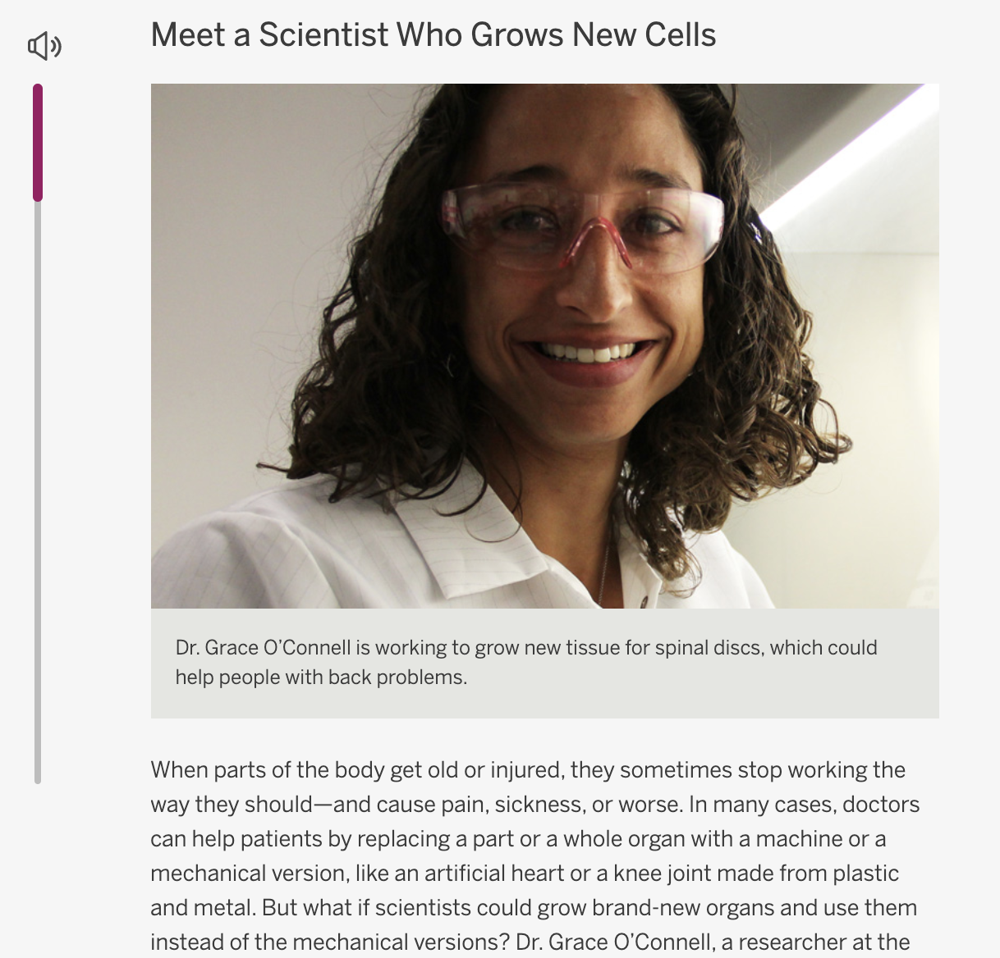 Meet a Scientist Who Grows New Cells
Dr. Grace O’Connell is working to grow new tissue for spinal discs, which could
help people with back problems.
When parts of the body get old or injured, they sometimes stop working the
way they should—and cause pain, sickness, or worse. In many cases, doctors
can help patients by replacing a part or a whole organ with a machine or a
mechanical version, like an artificial heart or a knee joint made from plastic
and metal. But what if scientists could grow brand-new organs and use them
instead of the mechanical versions? Dr. Grace O’Connell, a researcher at the